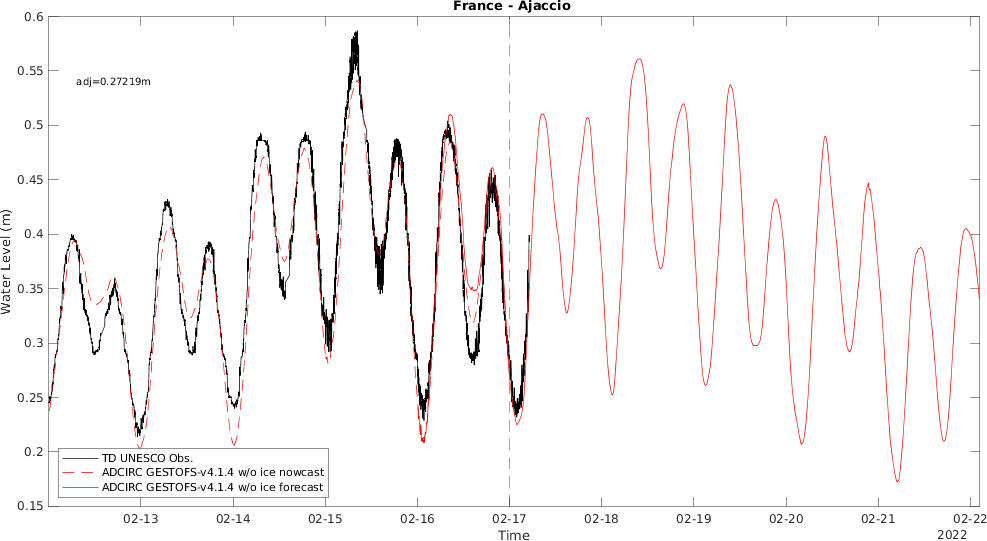 France - Ajaccio
0.6
0.55
0.5
0.45
0.4
0.35
0.3
0.25
0.2
0.15
Water Level (m)
adj=0.27219m
TD UNESCO Obs.
ADCIRC GESTOFS-v4.1.4 w/o ice nowcast
ADCIRC GESTOFS-v4.1.4 w/o ice forecast
02-13 02-14 02-15 02-16 02-17 02-18 02-19 02-20 02-21 02-22
Time
2022